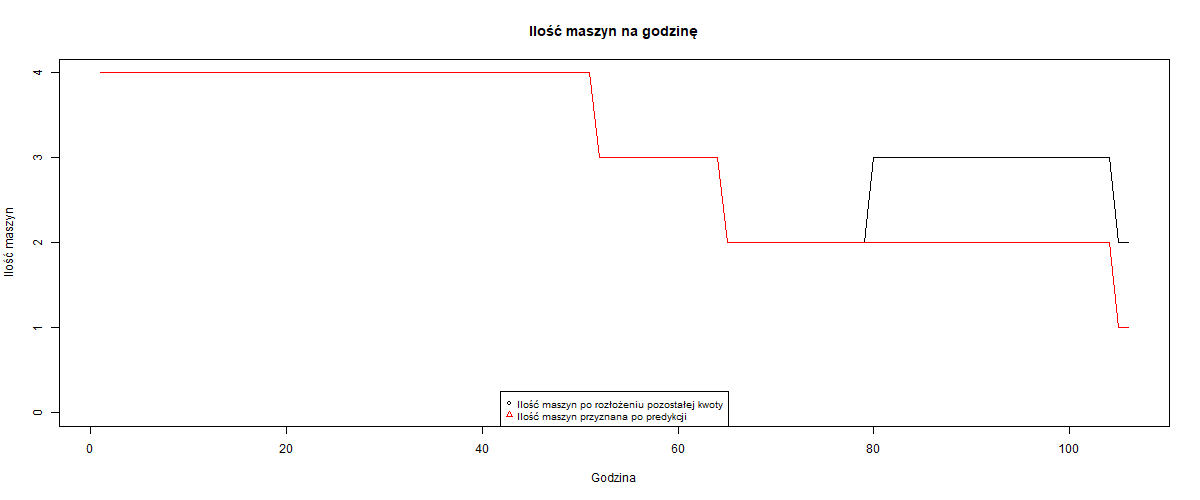 Ilość maszyn na godzinę
Ilość maszyn
4
3
2
1
0
Ilość maszyn po rozłożeniu pozostałej kwoty
Ilość maszyn przyznana po predykcji
0 20 40 60 80 100
Godzina